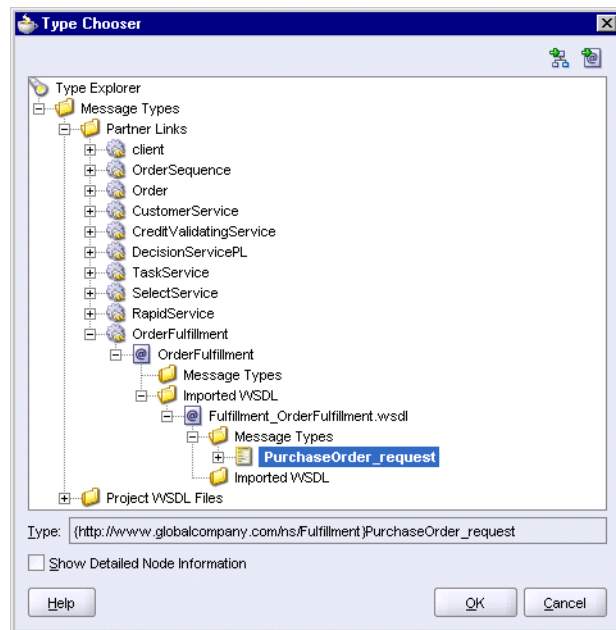 Type Chooser
Type Explorer
Message Types
Partner Links
client
OrderSequence
Order
CustomerService
CreditValidatingService
DecisionServicePL
TaskService
SelectService
RapidService
OrderFulfillment
OrderFulfillment
Message Types
Imported WSDL
Fulfillment_OrderFulfillment.wsdl
Message Types
PurchaseOrder_request
Imported WSDL
Project WSDL Files
Type: {http://www.globalcompany.com/ns/Fulfillment}PurchaseOrder_request
Show Detailed Node Information
Help OK Cancel